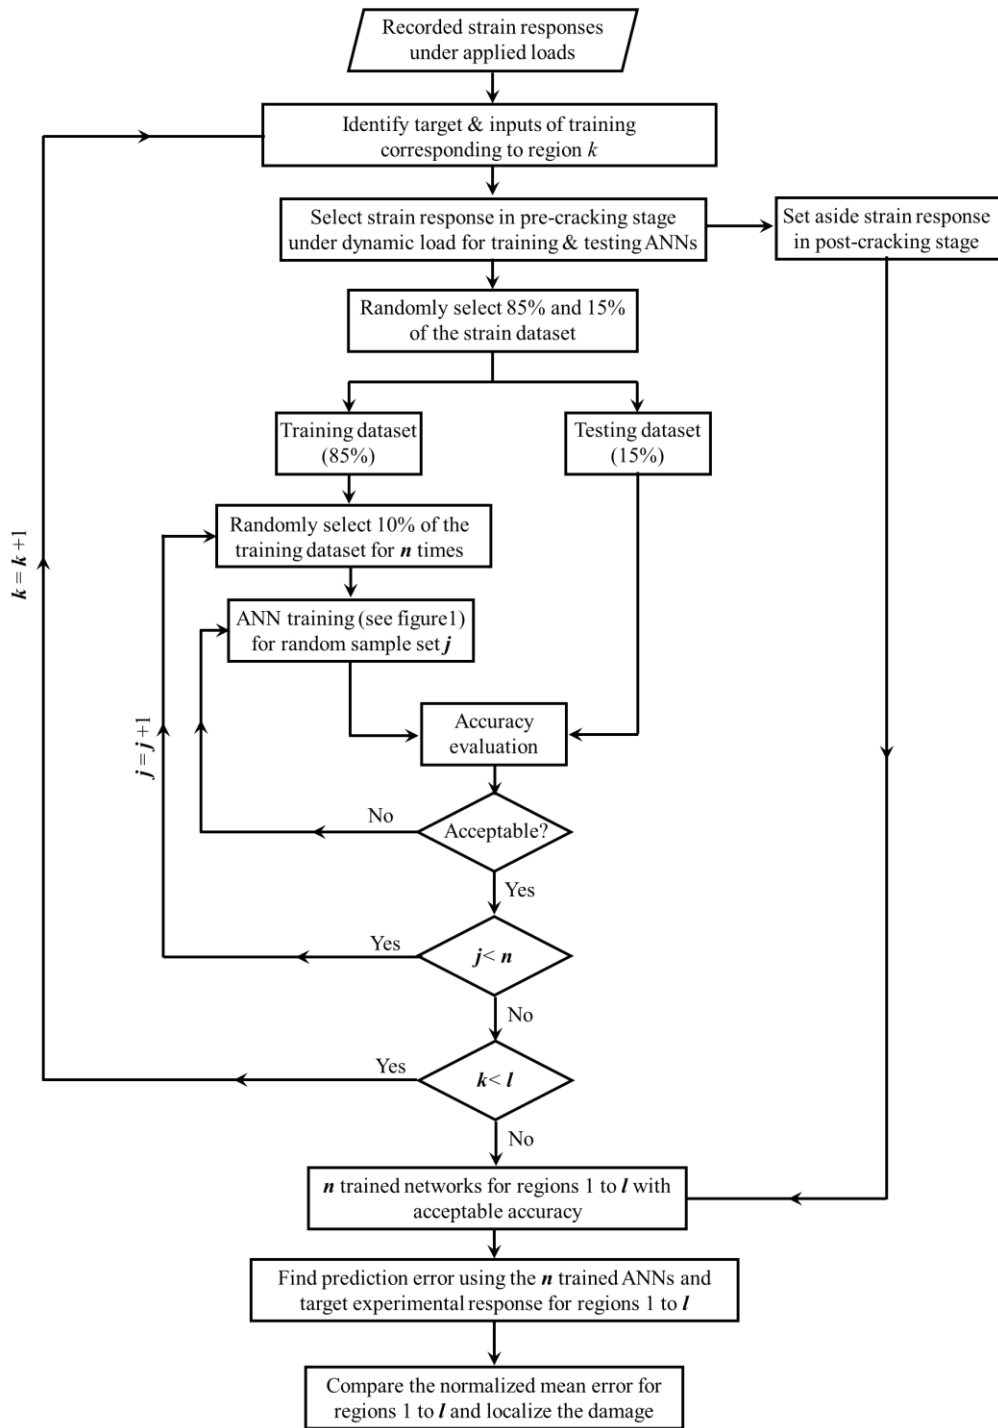 Recorded strain responses
under applied loads
Identify target & inputs of training
corresponding to region k
Select strain response in pre-cracking stage
under dynamic load for training & testing ANNs
Set aside strain response
in post-cracking stage
Randomly select 85% and 15%
of the strain dataset
Training dataset
(85%)
Testing dataset
(15%)
Randomly select 10% of the
training dataset for n times
ANN training (see figure1)
for random sample set j
k = k +1
j = j +1
Accuracy
evaluation
No
Acceptable?
Yes
Yes
j< n
No
Yes
k< l
No
n trained networks for regions 1 to l with
acceptable accuracy
Find prediction error using the n trained ANNs and
target experimental response for regions 1 to l
Compare the normalized mean error for
regions 1 to l and localize the damage